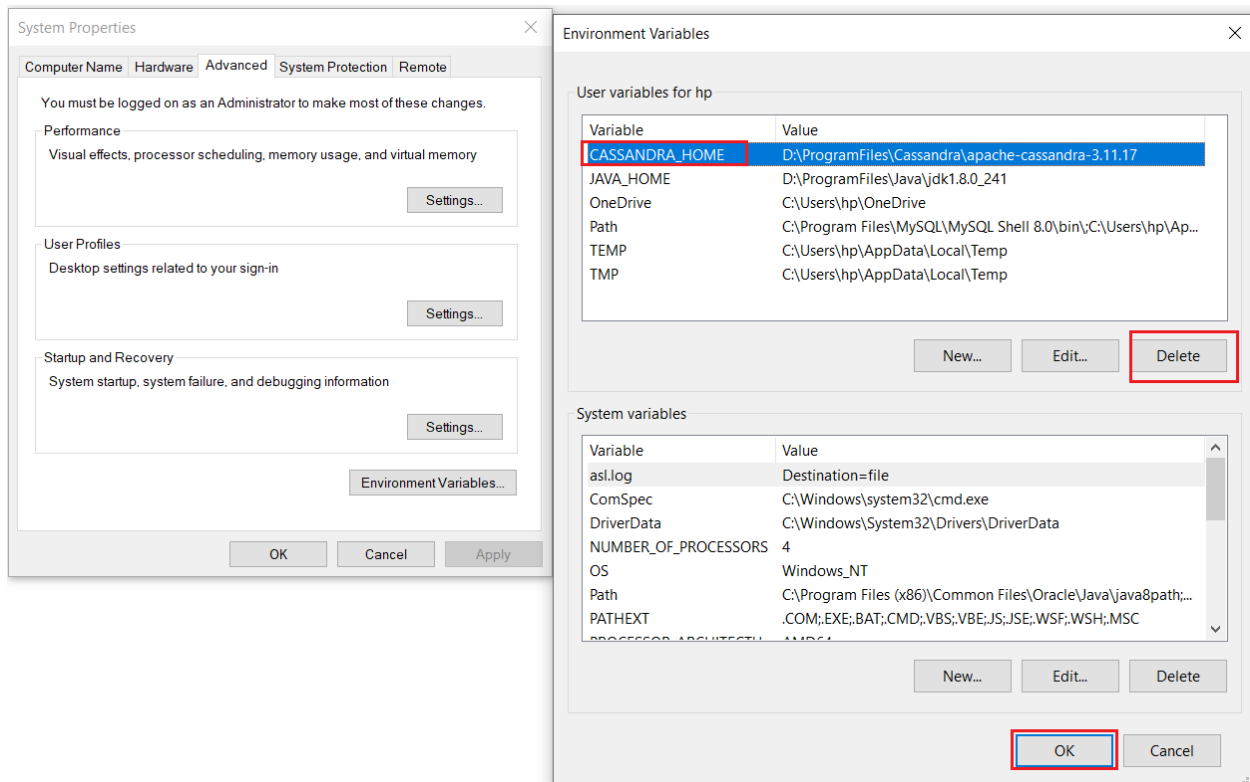 System Properties
Computer Name Hardware Advanced System Protection Remote
You must be logged on as an Administrator to make most of these changes.
Performance
Visual effects, processor scheduling, memory usage, and virtual memory
Settings...
User Profiles
Desktop settings related to your sign-in
Settings...
Startup and Recovery
System startup, system failure, and debugging information
Settings...
Environment Variables...
OK Cancel Apply
Environment Variables
User variables for hp
Variable Value
CASSANDRA_HOME D:\ProgramFiles\Cassandra\apache-cassandra-3.11.17
JAVA_HOME D:\ProgramFiles\Java\jdk1.8.0_241
OneDrive C:\Users\hp\OneDrive
Path C:\Program Files\MySQL\MySQL Shell 8.0\bin\;C:\Users\hp\Ap...
TEMP C:\Users\hp\AppData\Local\Temp
TMP C:\Users\hp\AppData\Local\Temp
New... Edit... Delete
System variables
Variable Value
asl.log Destination=file
ComSpec C:\Windows\system32\cmd.exe
DriverData C:\Windows\System32\Drivers\DriverData
NUMBER_OF_PROCESSORS 4
OS Windows_NT
Path C:\Program Files (x86)\Common Files\Oracle\Java\java8path;...
PATHEXT .COM;.EXE;.BAT;.CMD;.VBS;.VBE;.JS;.JSE;.WSF;.WSH;.MSC
PROCESSOR_ARCHITECTU... AMD64
New... Edit... Delete
OK Cancel